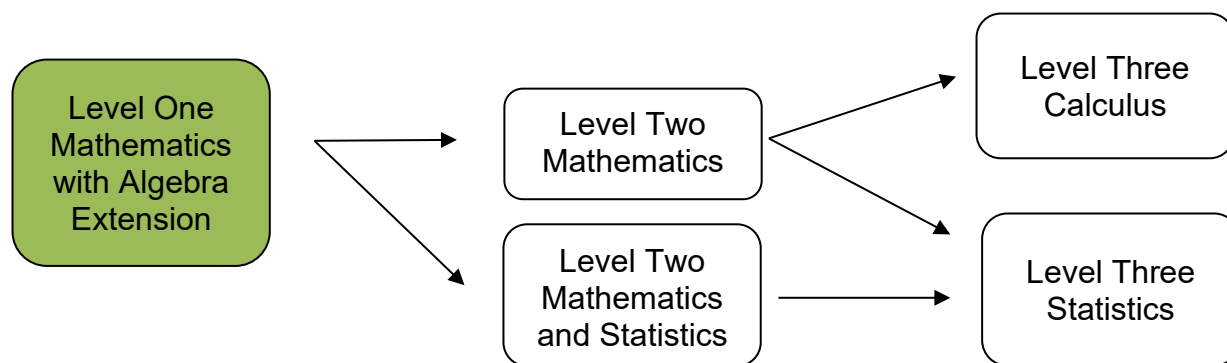 Level One
Mathematics
with Algebra
Extension
Level Two
Mathematics
Level Two
Mathematics
and Statistics
Level Three
Calculus
Level Three
Statistics